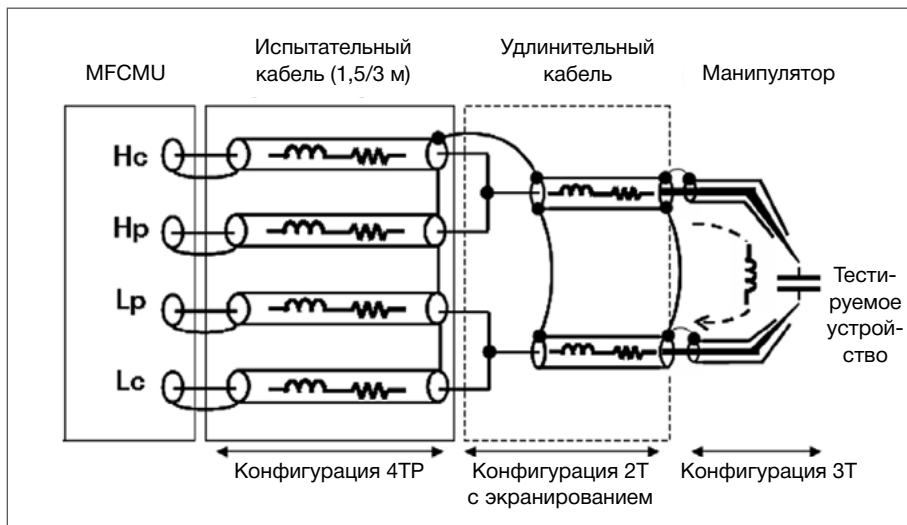 MFCMU
Испытательный
кабель (1,5/3 м)
Удлинительный
кабель
Манипулятор
Hc
Hp
Lp
Lc
Тести-
руемое
устрой-
ство
Конфигурация 4TP
Конфигурация 2T
с экранированием
Конфигурация 3T